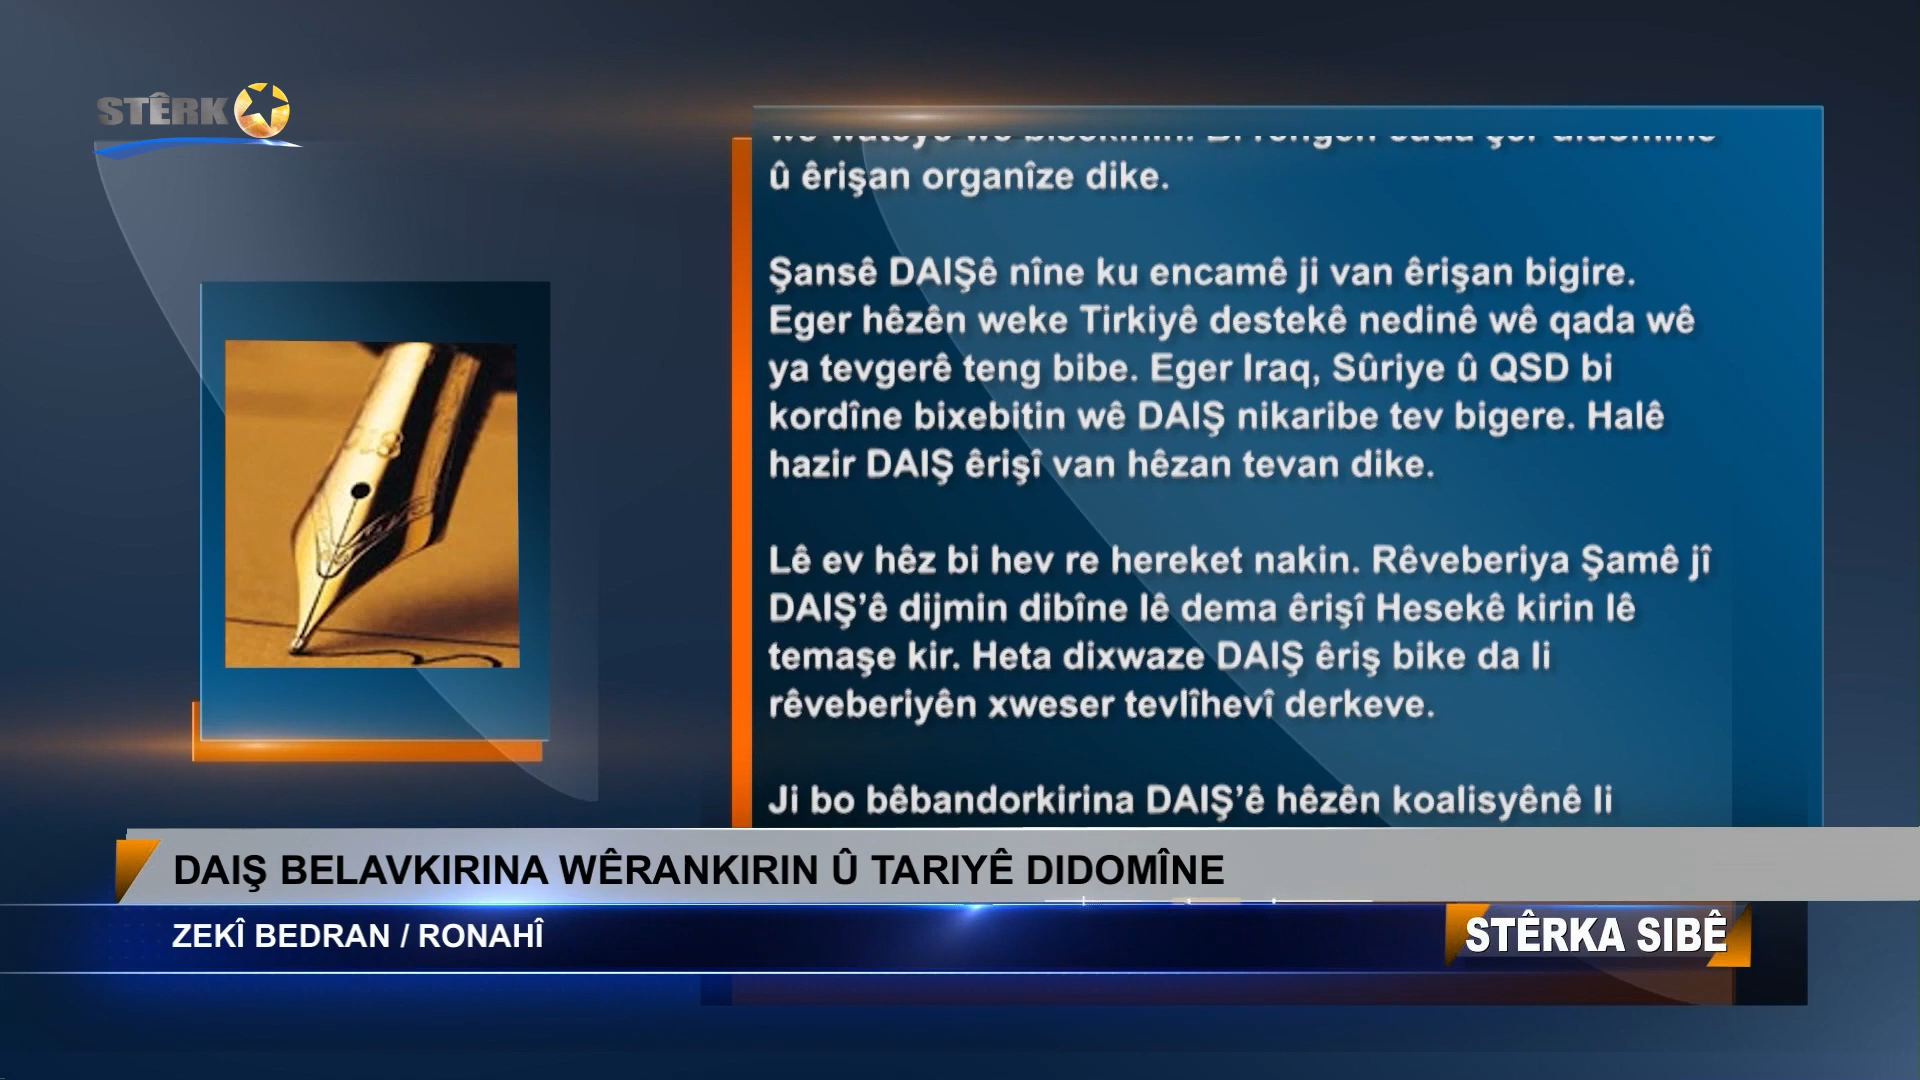 STÊRK
û êrişan organîze dike.
Şansê DAIŞê nîne ku encamê ji van êrişan bigire.
Eger hêzên weke Tirkiyê destekê nedinê wê qada wê
ya tevgerê teng bibe. Eger Iraq, Sûriye û QSD bi
kordîne bixebitin wê DAIŞ nikaribe tev bigere. Halê
hazir DAIŞ êrişî van hêzan tevan dike.
Lê ev hêz bi hev re hereket nakin. Rêveberiya Şamê jî
DAIŞ’ê dijmin dibîne lê dema êrişî Hesekê kirin lê
temaşe kir. Heta dixwaze DAIŞ êriş bike da li
rêveberiyên xweser tevlîhevî derkeve.
Ji bo bêbandorkirina DAIŞ’ê hêzên koalisyênê li
DAIŞ BELAVKIRINA WÊRANKIRIN Û TARIYÊ DIDOMÎNE
ZEKÎ BEDRAN / RONAHÎ
STÊRKA SIBÊ